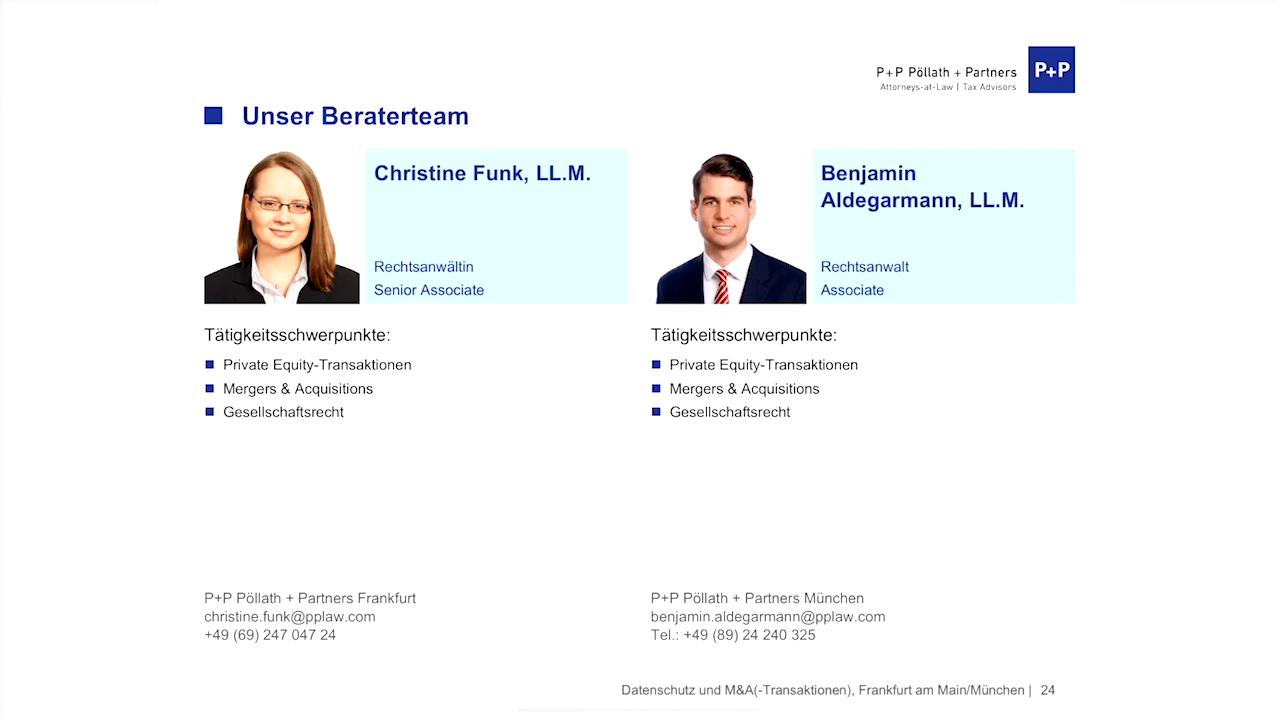 P+P Pöllath + Partners
Attorneys-at-Law | Tax Advisors
P+P
Unser Beraterteam
Christine Funk, LL.M.
Rechtsanwältin
Senior Associate
Tätigkeitsschwerpunkte:
Private Equity-Transaktionen
Mergers & Acquisitions
Gesellschaftsrecht
P+P Pöllath + Partners Frankfurt
christine.funk@pplaw.com
+49 (69) 247 047 24
Benjamin
Aldegarmann, LL.M.
Rechtsanwalt
Associate
Tätigkeitsschwerpunkte:
Private Equity-Transaktionen
Mergers & Acquisitions
Gesellschaftsrecht
P+P Pöllath + Partners München
benjamin.aldegarmann@pplaw.com
Tel.: +49 (89) 24 240 325
Datenschutz und M&A(-Transaktionen), Frankfurt am Main/München | 24